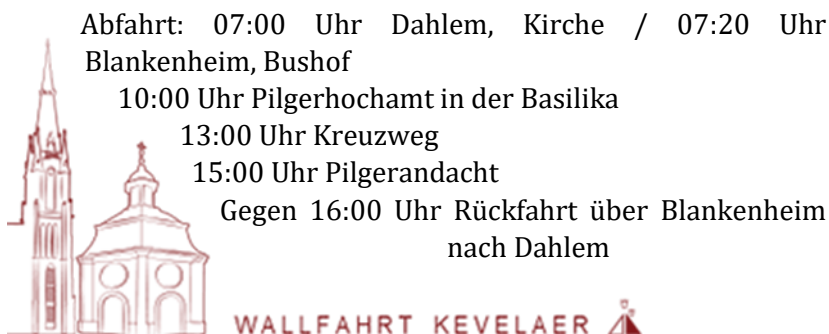 Abfahrt: 07:00 Uhr Dahlem, Kirche / 07:20 Uhr
Blankenheim, Bushof
10:00 Uhr Pilgerhochamt in der Basilika
13:00 Uhr Kreuzweg
15:00 Uhr Pilgerandacht
Gegen 16:00 Uhr Rückfahrt über Blankenheim
nach Dahlem
WALLFAHRT KEVELAER